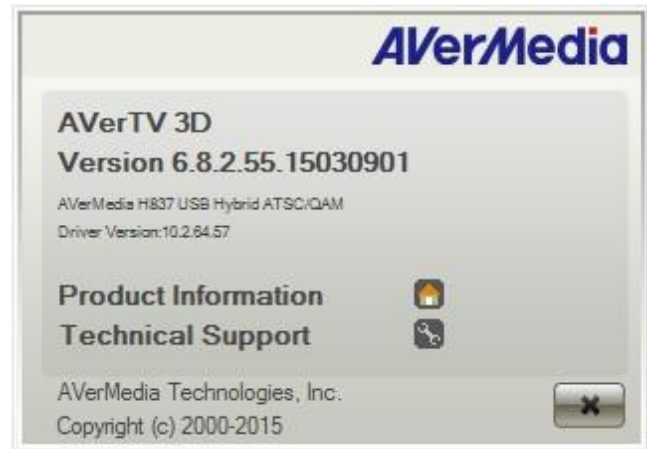 AVerMedia
AVerTV 3D
Version 6.8.2.55.15030901
AVerMedia H837 USB Hybrid ATSC/QAM
Driver Version:10.2.64.57
Product Information
Technical Support
AVerMedia Technologies, Inc.
Copyright (c) 2000-2015